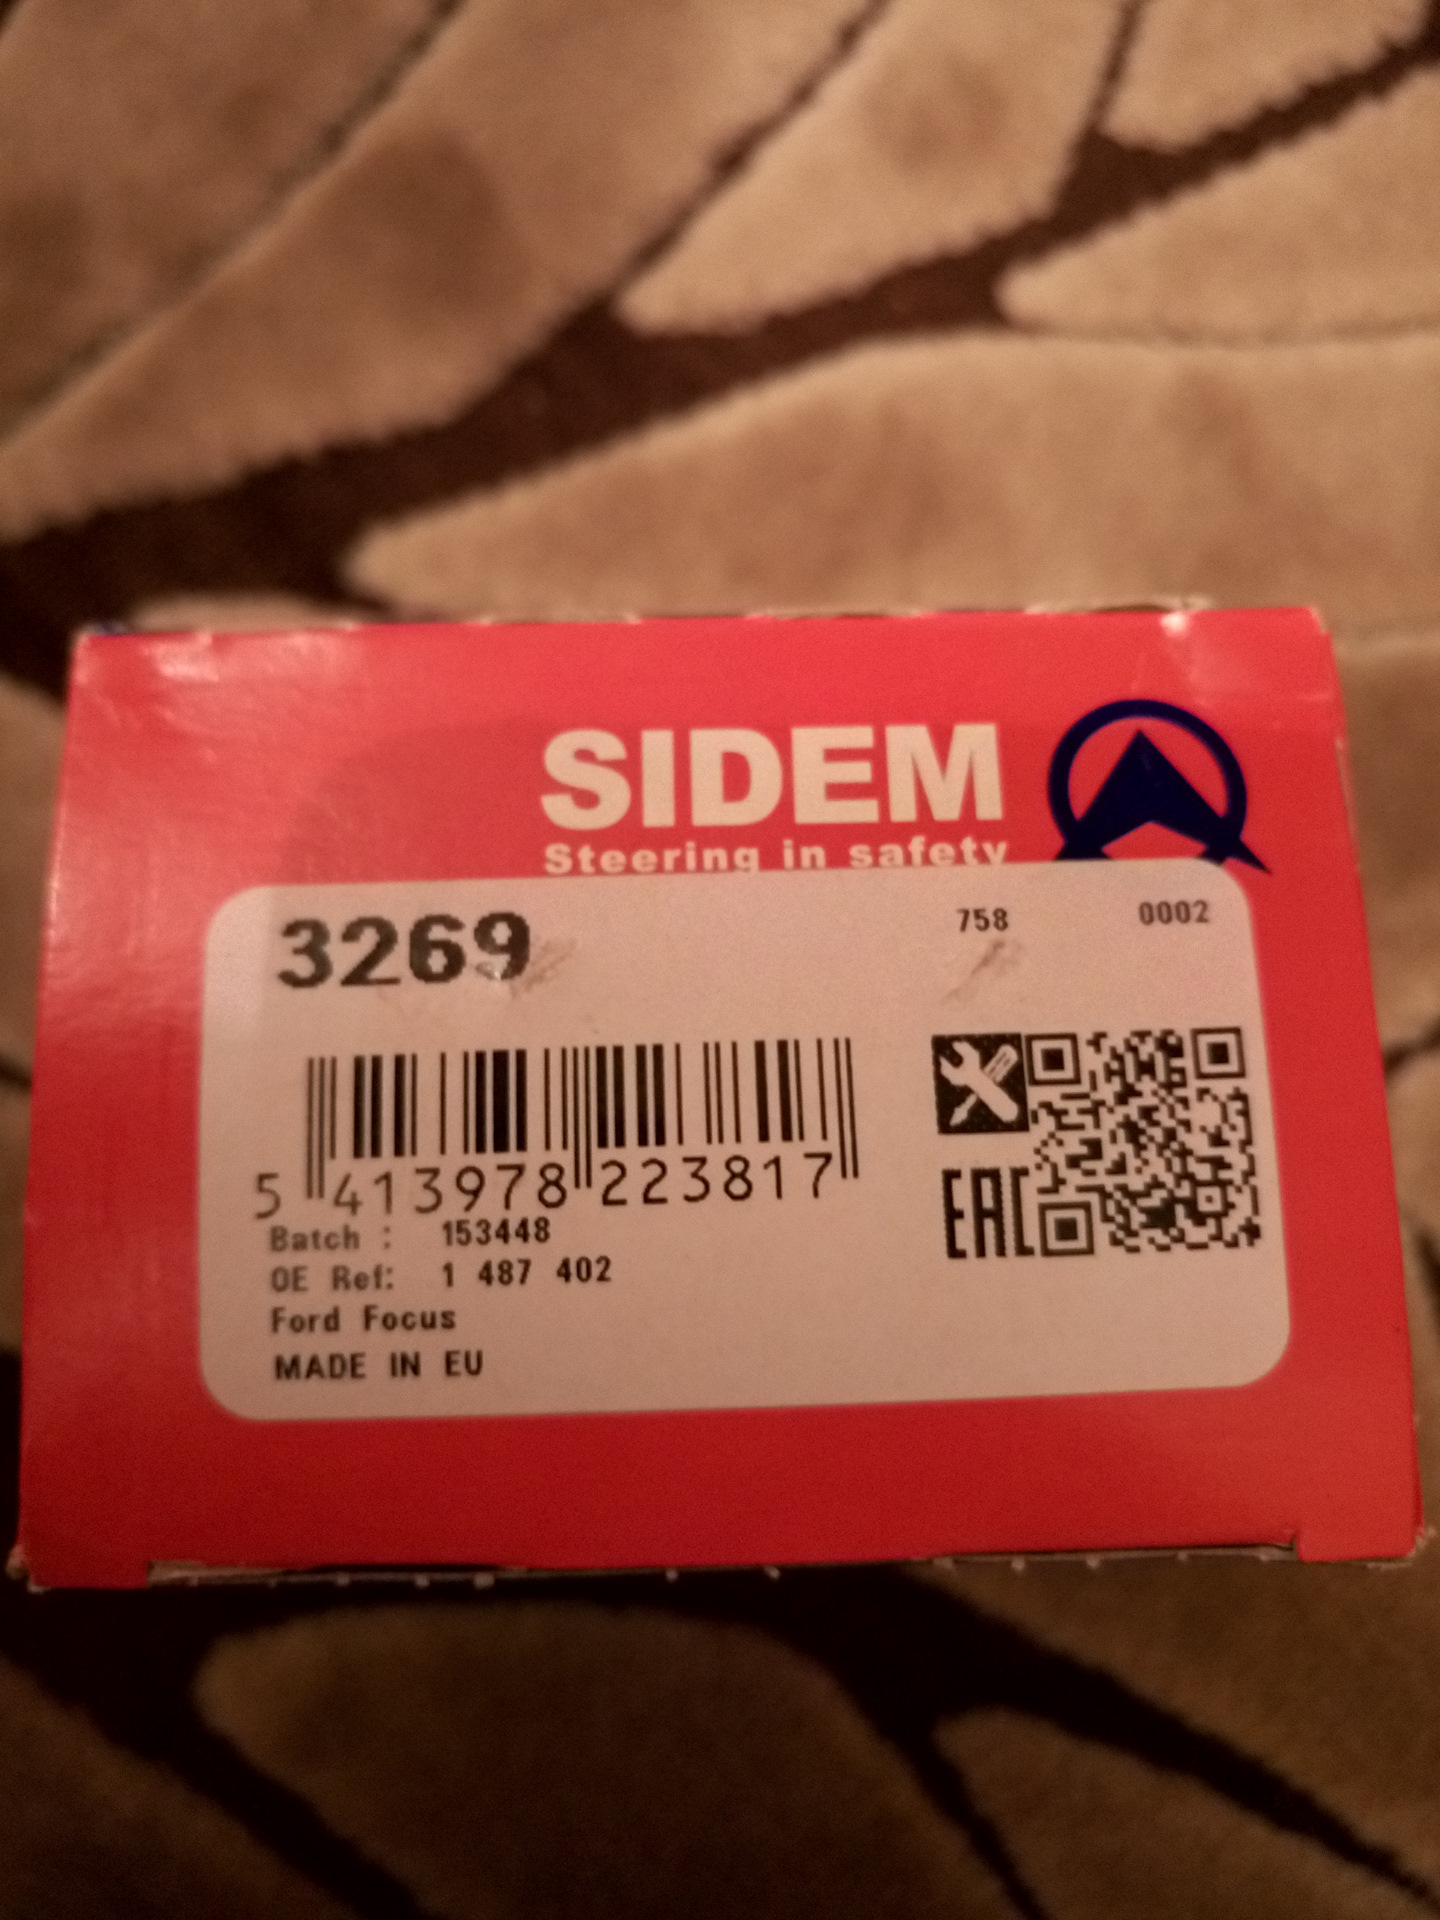 SIDEM
Steering in safety
3269 758 0002
5 413978 223817
EAC
Batch : 153448
OE Ref: 1 487 402
Ford Focus
MADE IN EU